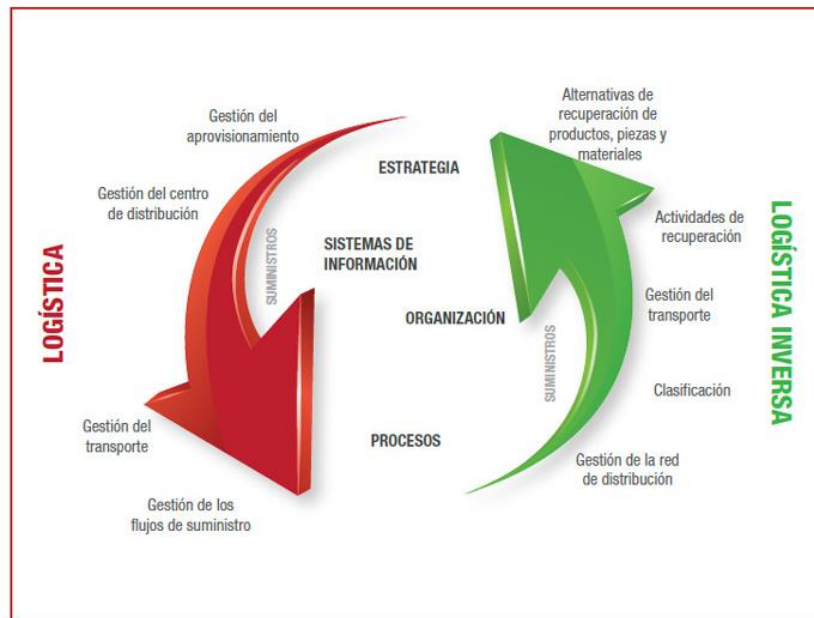 Gestión del
aprovisionamiento
Gestión del centro
de distribución
LOGÍSTICA
SUMINISTROS
Gestión del
transporte
Gestión de los
flujos de suministro
ESTRATEGIA
SISTEMAS DE
INFORMACIÓN
ORGANIZACIÓN
PROCESOS
Alternativas de
recuperación de
productos, piezas y
materiales
Actividades de
recuperación
Gestión del
transporte
SUMINISTROS
Clasificación
Gestión de la red
de distribución
LOGÍSTICA INVERSA